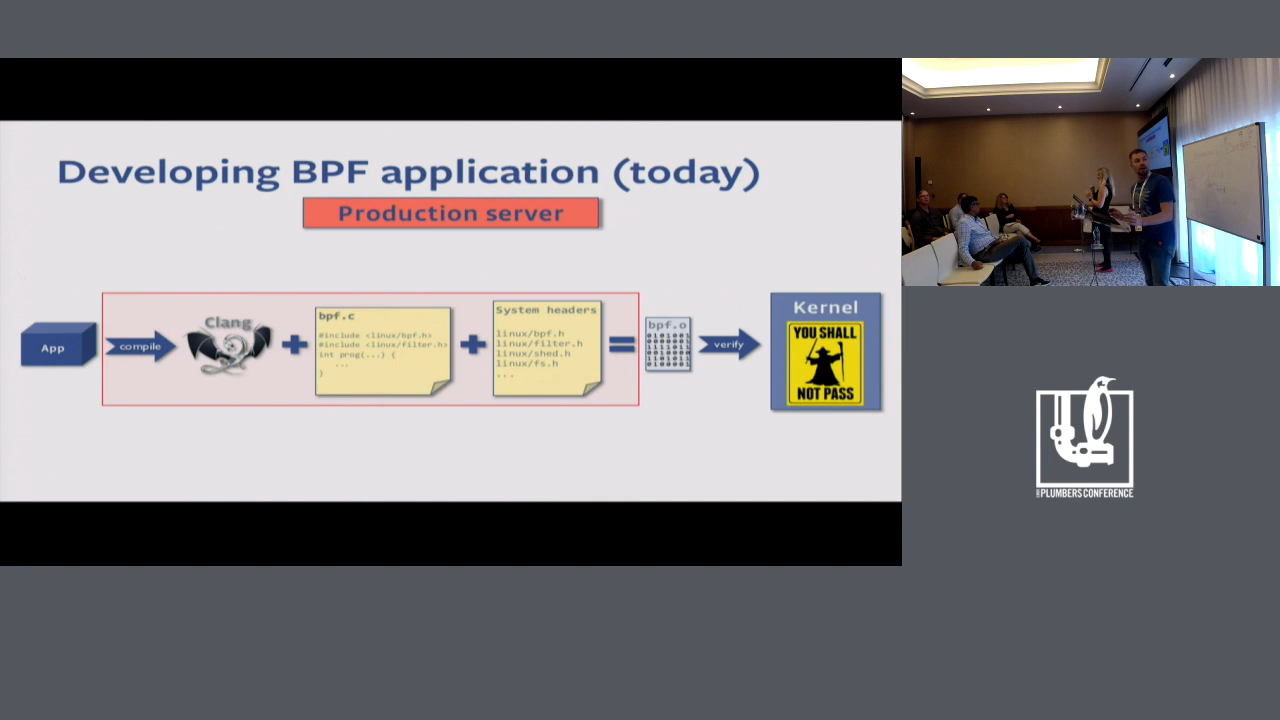 Developing BPF application (today)
Production server
App
compile
Clang
bpf.c
#include <linux/bpf.h>
#include <linux/filter.h>
int prog(...) {
...
}
System headers
linux/bpf.h
linux/filter.h
linux/shed.h
linux/fs.h
...
bpf.o
verify
Kernel
YOU SHALL
NOT PASS
PLUMBERS CONFERENCE